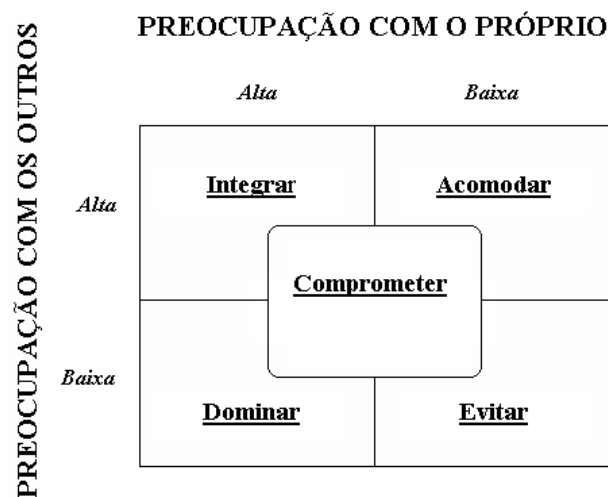 PREOCUPAÇÃO COM O PRÓPRIO
PREOCUPAÇÃO COM OS OUTROS
Alta
Baixa
Alta
Integrar
Acomodar
Comprometer
Baixa
Dominar
Evitar